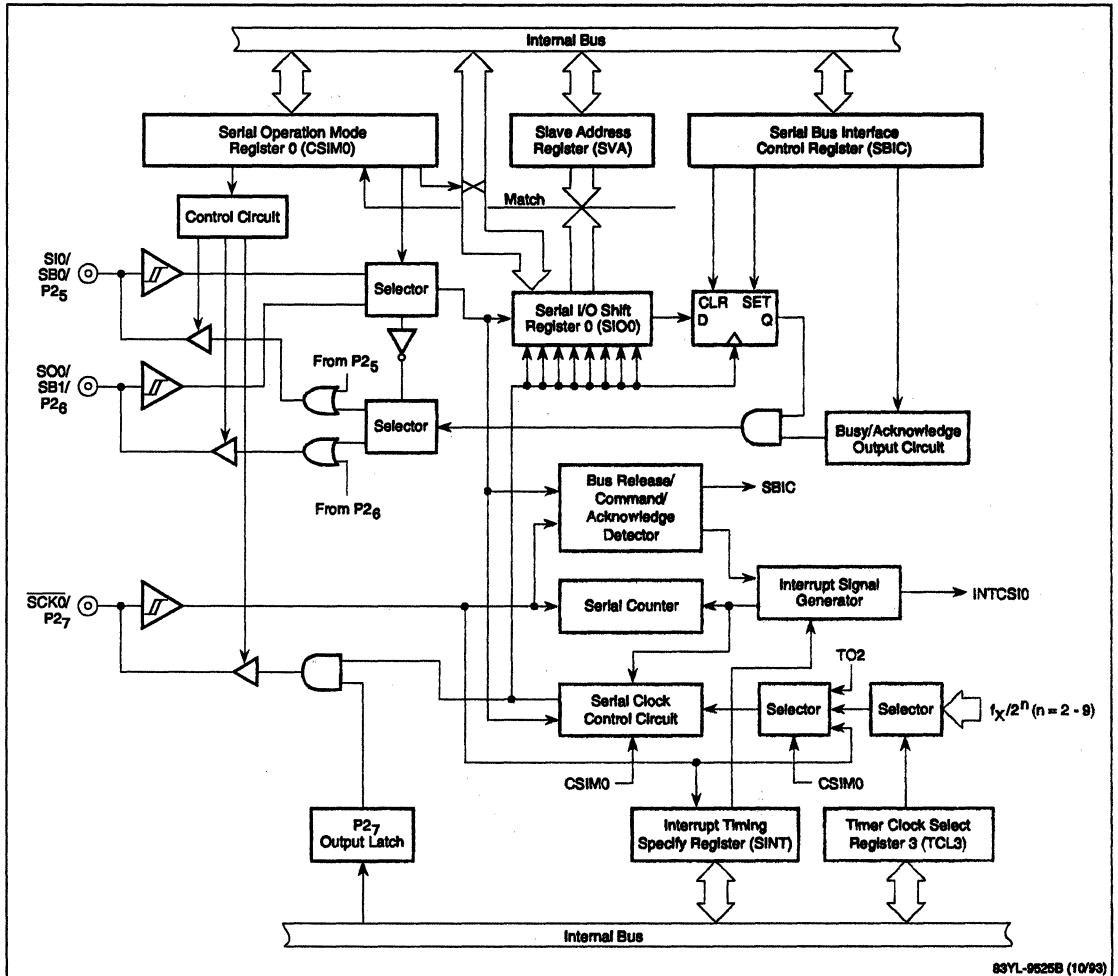 Internal Bus
Serial Operation Mode
Register 0 (CSIM0)
Slave Address
Register (SVA)
Serial Bus Interface
Control Register (SBIC)
Match
Control Circuit
SI0/
SB0/
P25
Selector
Serial I/O Shift
Register 0 (SIO0)
CLR SET
D Q
SO0/
SB1/
P26
From P25
Selector
From P26
Busy/Acknowledge
Output Circuit
Bus Release/
Command/
Acknowledge
Detector
SBIC
SCK0/
P27
Serial Counter
Interrupt Signal
Generator
INTCSI0
TO2
Serial Clock
Control Circuit
Selector
Selector
fX/2^n (n = 2 - 9)
CSIM0
CSIM0
P27
Output Latch
Interrupt Timing
Specify Register (SINT)
Timer Clock Select
Register 3 (TCL3)
Internal Bus
83YL-9525B (10/93)